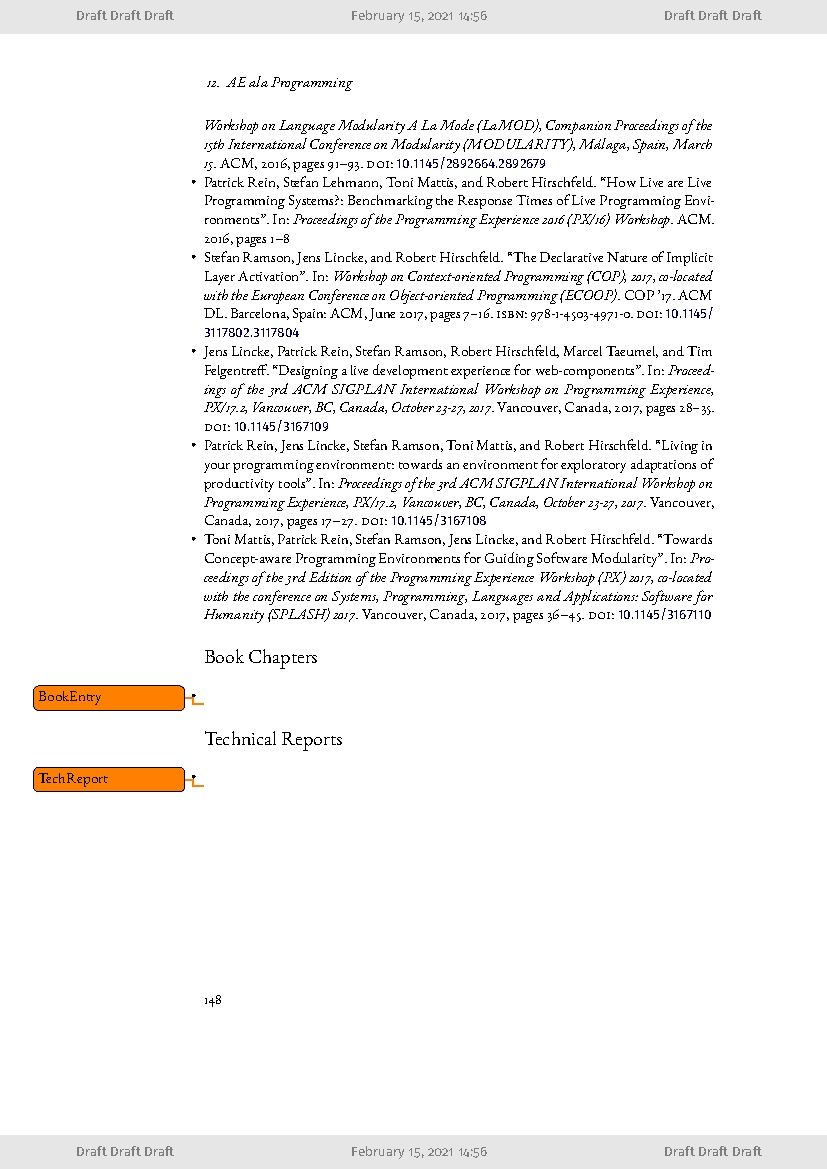 Draft Draft Draft February 15, 2021 14:56 Draft Draft Draft
12. AE ala Programming
Workshop on Language Modularity A La Mode (LaMOD), Companion Proceedings of the
15th International Conference on Modularity (MODULARITY), Málaga, Spain, March
15. ACM, 2016, pages 91–93. DOI: 10.1145/2892664.2892679
• Patrick Rein, Stefan Lehmann, Toni Mattis, and Robert Hirschfeld. “How Live are Live
Programming Systems?: Benchmarking the Response Times of Live Programming Envi-
ronments”. In: Proceedings of the Programming Experience 2016 (PX/16) Workshop. ACM.
2016, pages 1–8
• Stefan Ramson, Jens Lincke, and Robert Hirschfeld. “The Declarative Nature of Implicit
Layer Activation”. In: Workshop on Context-oriented Programming (COP), 2017, co-located
with the European Conference on Object-oriented Programming (ECOOP). COP ’17. ACM
DL. Barcelona, Spain: ACM, June 2017, pages 7–16. ISBN: 978-1-4503-4971-0. DOI: 10.1145/
3117802.3117804
• Jens Lincke, Patrick Rein, Stefan Ramson, Robert Hirschfeld, Marcel Taeumel, and Tim
Felgentreff. “Designing a live development experience for web-components”. In: Proceed-
ings of the 3rd ACM SIGPLAN International Workshop on Programming Experience,
PX/17.2, Vancouver, BC, Canada, October 23-27, 2017. Vancouver, Canada, 2017, pages 28–35.
DOI: 10.1145/3167109
• Patrick Rein, Jens Lincke, Stefan Ramson, Toni Mattis, and Robert Hirschfeld. “Living in
your programming environment: towards an environment for exploratory adaptations of
productivity tools”. In: Proceedings of the 3rd ACM SIGPLAN International Workshop on
Programming Experience, PX/17.2, Vancouver, BC, Canada, October 23-27, 2017. Vancouver,
Canada, 2017, pages 17–27. DOI: 10.1145/3167108
• Toni Mattis, Patrick Rein, Stefan Ramson, Jens Lincke, and Robert Hirschfeld. “Towards
Concept-aware Programming Environments for Guiding Software Modularity”. In: Pro-
ceedings of the 3rd Edition of the Programming Experience Workshop (PX) 2017, co-located
with the conference on Systems, Programming, Languages and Applications: Software for
Humanity (SPLASH) 2017. Vancouver, Canada, 2017, pages 36–45. DOI: 10.1145/3167110
Book Chapters
BookEntry •
Technical Reports
TechReport •
148
Draft Draft Draft February 15, 2021 14:56 Draft Draft Draft